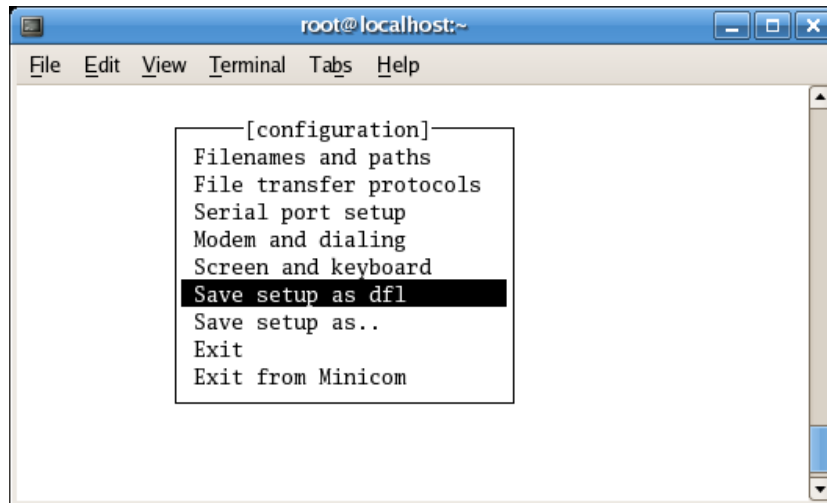 root@localhost:~
File Edit View Terminal Tabs Help
[configuration]
Filenames and paths
File transfer protocols
Serial port setup
Modem and dialing
Screen and keyboard
Save setup as dfl
Save setup as..
Exit
Exit from Minicom